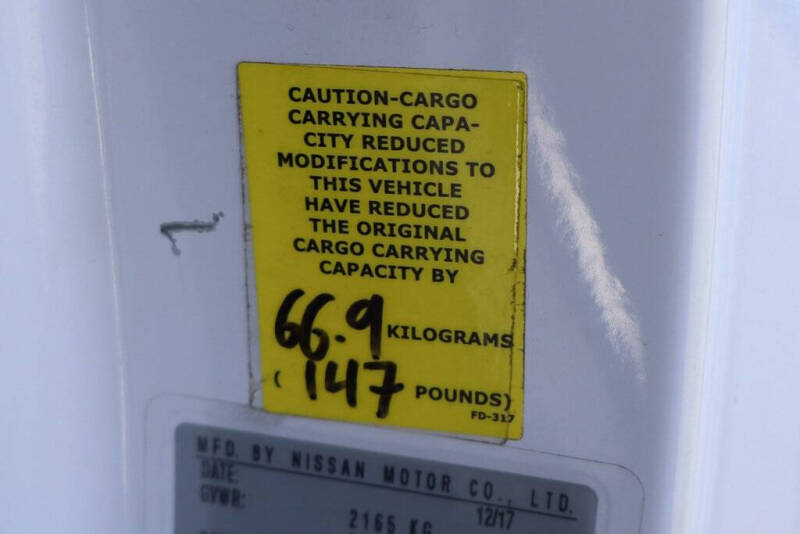 CAUTION-CARGO
CARRYING CAPA-
CITY REDUCED
MODIFICATIONS TO
THIS VEHICLE
HAVE REDUCED
THE ORIGINAL
CARGO CARRYING
CAPACITY BY
66.9 KILOGRAMS
( 147 POUNDS)
FD-317
MFD. BY NISSAN MOTOR CO., LTD.
DATE: 12/17
GVWR:
2165 KG